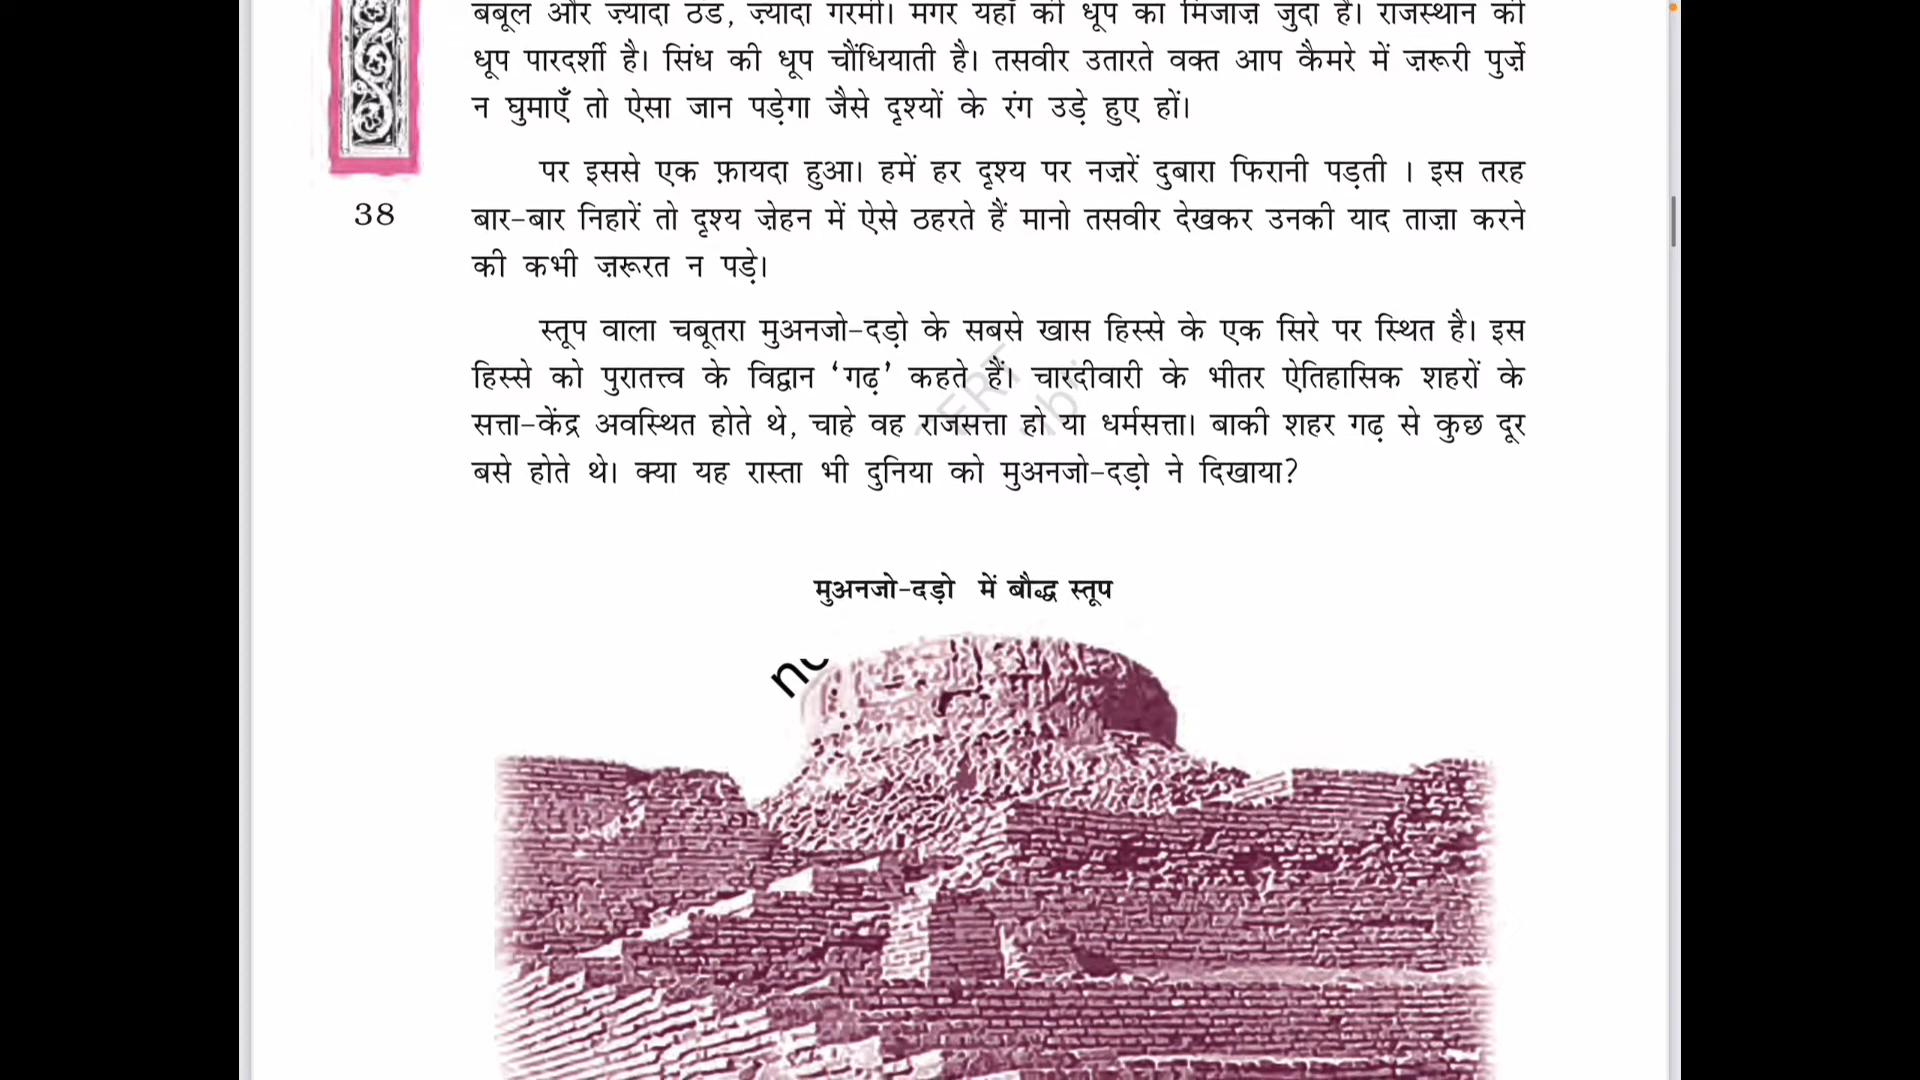 बबूल और ज़्यादा ठंड, ज़्यादा गरमी। मगर यहाँ की धूप का मिजाज़ जुदा है। राजस्थान की
धूप पारदर्शी है। सिंध की धूप चौंधियाती है। तसवीर उतारते वक्त आप कैमरे में ज़रूरी पुर्ज़े
न घुमाएँ तो ऐसा जान पड़ेगा जैसे दृश्यों के रंग उड़े हुए हों।
पर इससे एक फ़ायदा हुआ। हमें हर दृश्य पर नज़रें दुबारा फिरानी पड़ती । इस तरह
38
बार-बार निहारें तो दृश्य ज़ेहन में ऐसे ठहरते हैं मानो तसवीर देखकर उनकी याद ताज़ा करने
की कभी ज़रूरत न पड़े।
स्तूप वाला चबूतरा मुअनजो-दड़ो के सबसे खास हिस्से के एक सिरे पर स्थित है। इस
हिस्से को पुरातत्त्व के विद्वान ‘गढ़’ कहते हैं। चारदीवारी के भीतर ऐतिहासिक शहरों के
सत्ता-केंद्र अवस्थित होते थे, चाहे वह राजसत्ता हो या धर्मसत्ता। बाकी शहर गढ़ से कुछ दूर
बसे होते थे। क्या यह रास्ता भी दुनिया को मुअनजो-दड़ो ने दिखाया?
मुअनजो-दड़ो में बौद्ध स्तूप